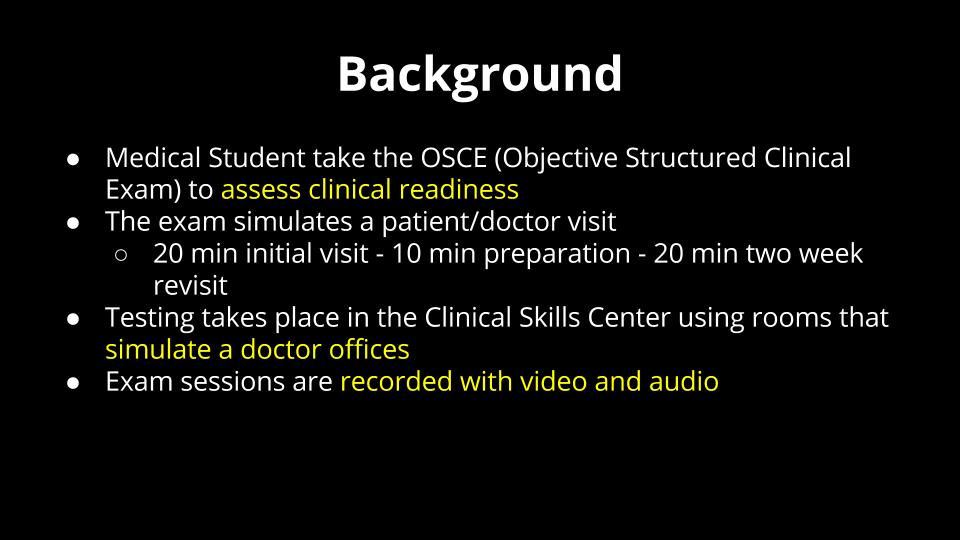 Background
● Medical Student take the OSCE (Objective Structured Clinical
Exam) to assess clinical readiness
● The exam simulates a patient/doctor visit
○ 20 min initial visit - 10 min preparation - 20 min two week
revisit
● Testing takes place in the Clinical Skills Center using rooms that
simulate a doctor offices
● Exam sessions are recorded with video and audio